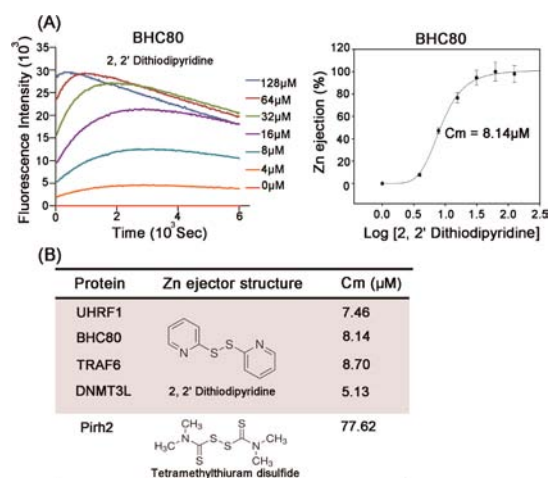 (A)
BHC80
2, 2' Dithiodipyridine
Fluorescence Intensity (10³)
35
30
25
20
15
10
5
0
128μM
64μM
32μM
16μM
8μM
4μM
0μM
0 2 4 6
Time (10³Sec)
BHC80
Zn ejection (%)
120
100
80
60
40
20
0
Cm = 8.14μM
0.0 0.5 1.0 1.5 2.0 2.5
Log [2, 2' Dithiodipyridine]
(B)
Protein Zn ejector structure Cm (μM)
UHRF1 7.46
BHC80 8.14
TRAF6 8.70
DNMT3L 5.13
N N
S-S
2, 2' Dithiodipyridine
Pirh2 77.62
CH₃ S
H₃C N S S N CH₃
S CH₃
Tetramethylthiuram disulfide